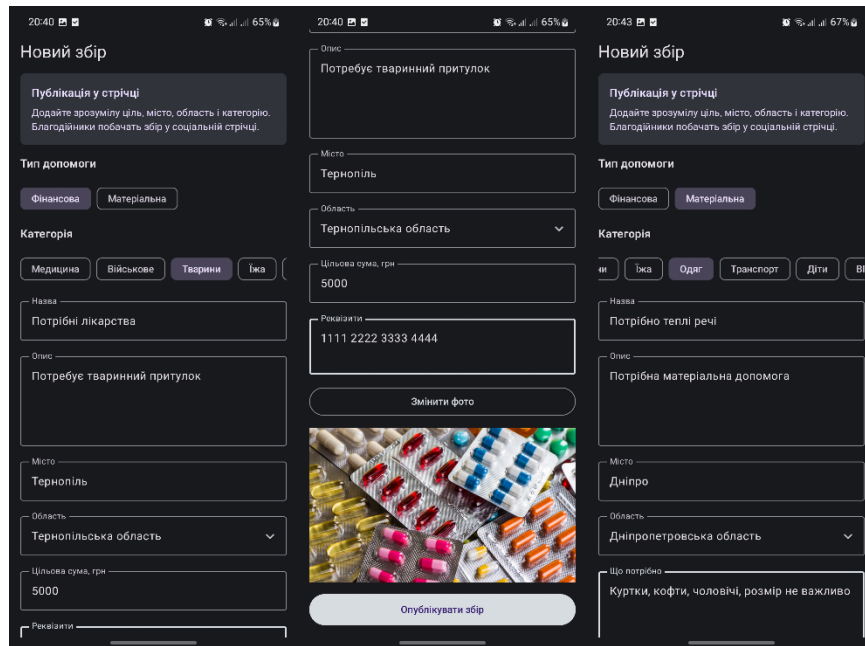 20:40
65%
Новий збір
Публікація у стрічці
Додайте зрозумілу ціль, місто, область і категорію.
Благодійники побачать збір у соціальній стрічці.
Тип допомоги
Фінансова
Матеріальна
Категорія
Медицина
Військове
Тварини
Їжа
Назва
Потрібні лікарства
Опис
Потребує тваринний притулок
Місто
Тернопіль
Область
Тернопільська область
Цільова сума, грн
5000
Реквізити
20:40
65%
Опис
Потребує тваринний притулок
Місто
Тернопіль
Область
Тернопільська область
Цільова сума, грн
5000
Реквізити
1111 2222 3333 4444
Змінити фото
Опублікувати збір
20:43
67%
Новий збір
Публікація у стрічці
Додайте зрозумілу ціль, місто, область і категорію.
Благодійники побачать збір у соціальній стрічці.
Тип допомоги
Фінансова
Матеріальна
Категорія
ни
Їжа
Одяг
Транспорт
Діти
Назва
Потрібно теплі речі
Опис
Потрібна матеріальна допомога
Місто
Дніпро
Область
Дніпропетровська область
Що потрібно
Куртки, кофти, чоловічі, розмір не важливо